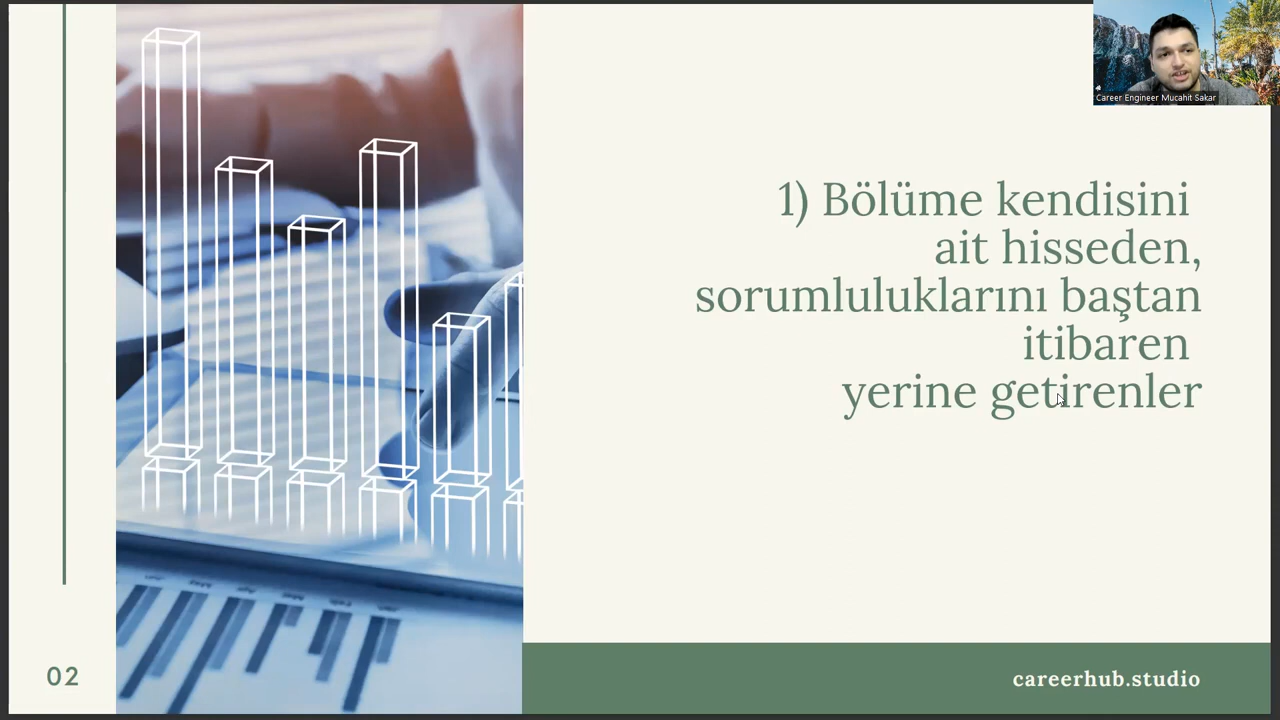 Career Engineer Mucahit Sakar
1) Bölüme kendisini
ait hisseden,
sorumluluklarını baştan
itibaren
yerine getirenler
02
careerhub.studio